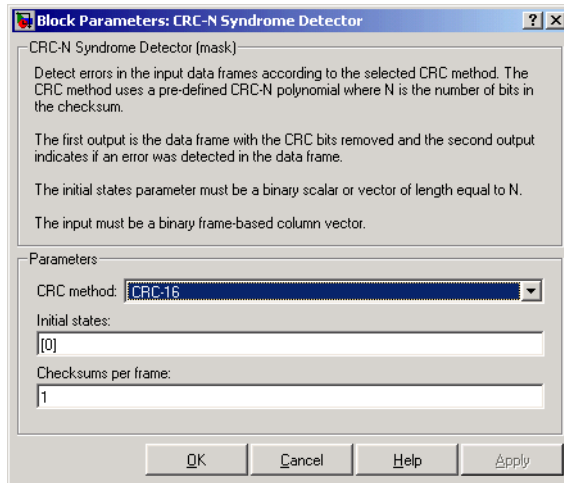 Block Parameters: CRC-N Syndrome Detector
CRC-N Syndrome Detector (mask)
Detect errors in the input data frames according to the selected CRC method. The
CRC method uses a pre-defined CRC-N polynomial where N is the number of bits in
the checksum.
The first output is the data frame with the CRC bits removed and the second output
indicates if an error was detected in the data frame.
The initial states parameter must be a binary scalar or vector of length equal to N.
The input must be a binary frame-based column vector.
Parameters
CRC method: CRC-16
Initial states:
[0]
Checksums per frame:
1
OK Cancel Help Apply